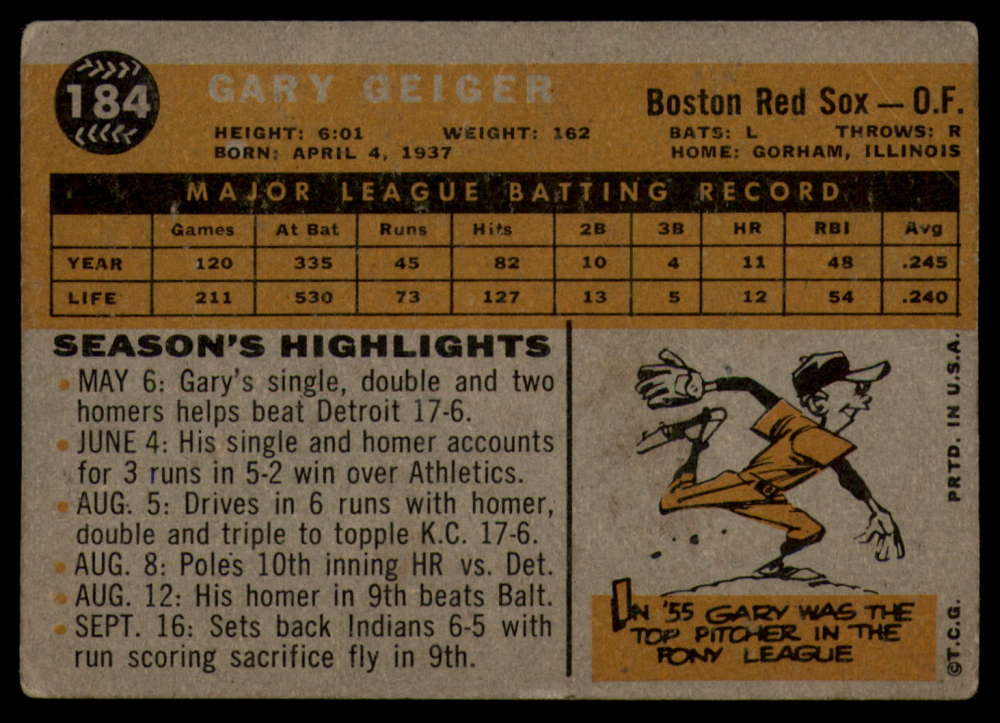 184
GARY GEIGER
Boston Red Sox — O.F.
HEIGHT: 6:01 WEIGHT: 162 BATS: L THROWS: R
BORN: APRIL 4, 1937 HOME: GORHAM, ILLINOIS
MAJOR LEAGUE BATTING RECORD
Games At Bat Runs Hits 2B 3B HR RBI Avg
YEAR 120 335 45 82 10 4 11 48 .245
LIFE 211 530 73 127 13 5 12 54 .240
SEASON'S HIGHLIGHTS
• MAY 6: Gary's single, double and two
homers helps beat Detroit 17-6.
• JUNE 4: His single and homer accounts
for 3 runs in 5-2 win over Athletics.
• AUG. 5: Drives in 6 runs with homer,
double and triple to topple K.C. 17-6.
• AUG. 8: Poles 10th inning HR vs. Det.
• AUG. 12: His homer in 9th beats Balt.
• SEPT. 16: Sets back Indians 6-5 with
run scoring sacrifice fly in 9th.
IN '55 GARY WAS THE
TOP PITCHER IN THE
PONY LEAGUE
©T.C.G. PRTD. IN U.S.A.